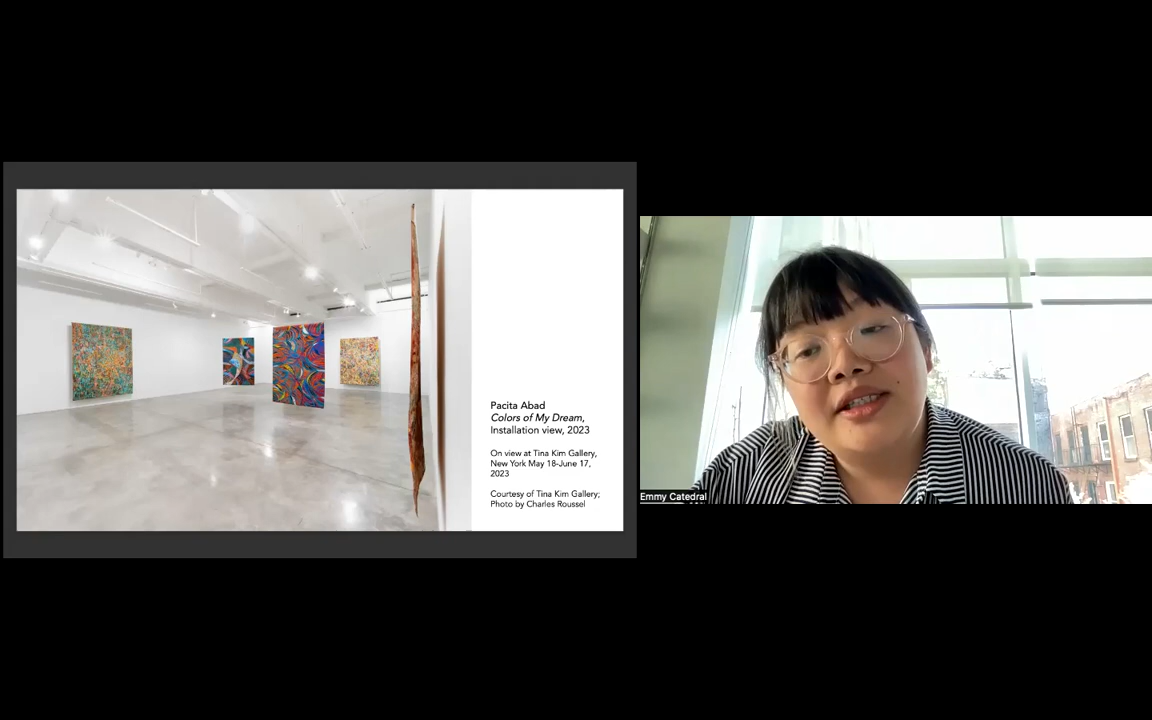 Pacita Abad
Colors of My Dream,
Installation view, 2023
On view at Tina Kim Gallery,
New York May 18-June 17,
2023
Courtesy of Tina Kim Gallery;
Photo by Charles Roussel
Emmy Catedral